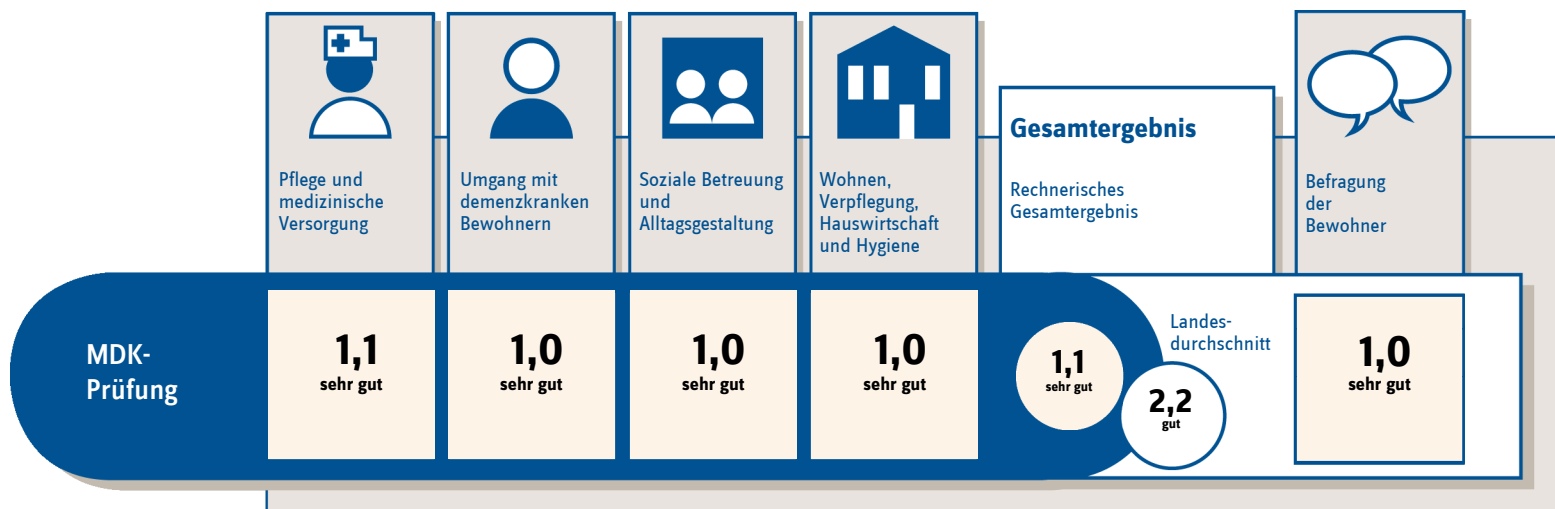 Pflege und
medizinische
Versorgung
Umgang mit
demenzkranken
Bewohnern
Soziale Betreuung
und
Alltagsgestaltung
Wohnen,
Verpflegung,
Hauswirtschaft
und Hygiene
Gesamtergebnis
Rechnerisches
Gesamtergebnis
Befragung
der
Bewohner
MDK-
Prüfung
1,1
sehr gut
1,0
sehr gut
1,0
sehr gut
1,0
sehr gut
1,1
sehr gut
Landes-
durchschnitt
2,2
gut
1,0
sehr gut